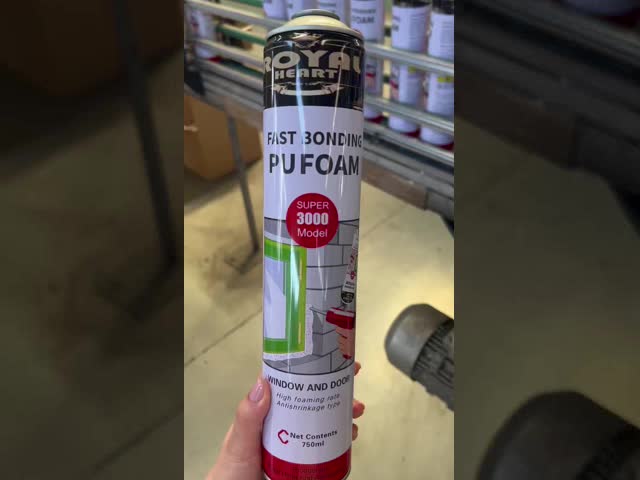 ROYAL
HEART
FAST BONDING
PU FOAM
SUPER
3000
Model
WINDOW AND DOOR
High foaming rate
Antishrinkage type
Net Contents
750ml
FOAM